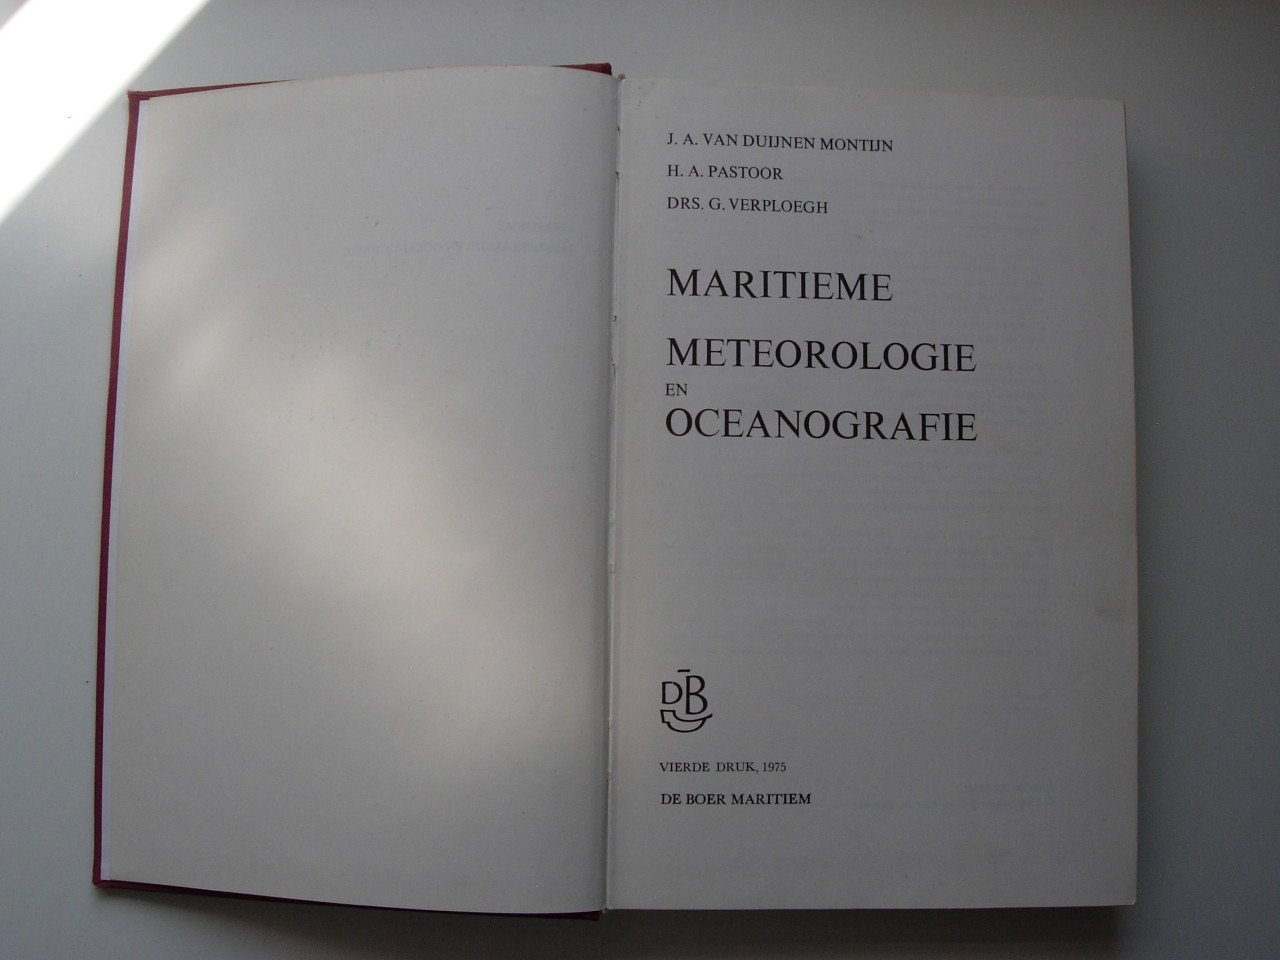 J. A. VAN DUIJNEN MONTIJN
H. A. PASTOOR
DRS. G. VERPLOEGH
MARITIEME
METEOROLOGIE
EN
OCEANOGRAFIE
DB
VIERDE DRUK, 1975
DE BOER MARITIEM